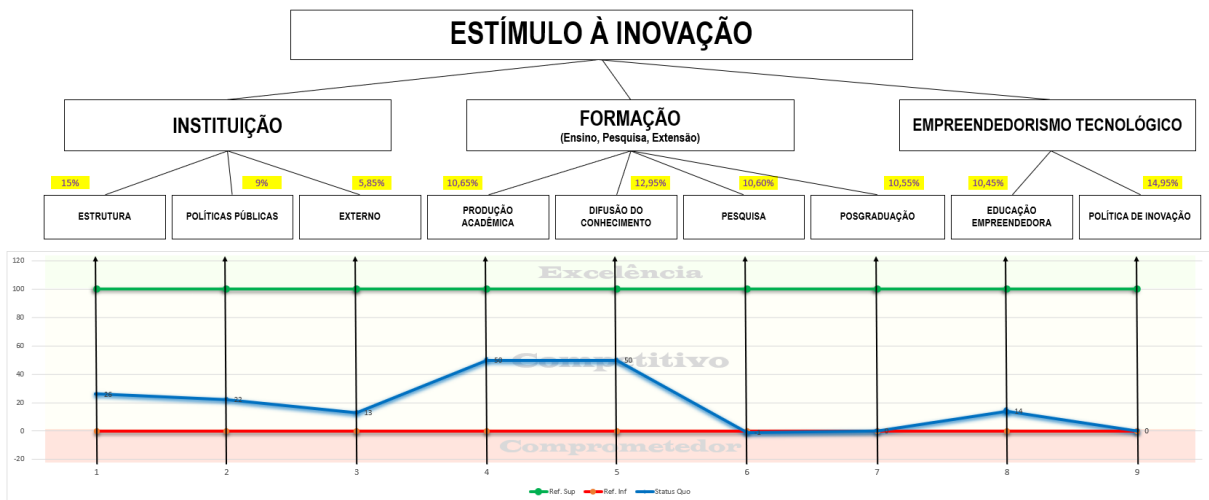 ESTÍMULO À INOVAÇÃO
INSTITUIÇÃO
FORMAÇÃO
(Ensino, Pesquisa, Extensão)
EMPREENDEDORISMO TECNOLÓGICO
15%
9%
5,85%
10,65%
12,95%
10,60%
10,55%
10,45%
14,95%
ESTRUTURA
POLÍTICAS PÚBLICAS
EXTERNO
PRODUÇÃO
ACADÊMICA
DIFUSÃO DO
CONHECIMENTO
PESQUISA
POSGRADUAÇÃO
EDUCAÇÃO
EMPREENDEDORA
POLÍTICA DE INOVAÇÃO
120
100
80
60
40
20
0
-20
Excelência
Competitivo
Comprometedor
26
22
13
50
50
14
0
1
2
3
4
5
6
7
8
9
Ref. Sup
Ref. Inf
Status Quo